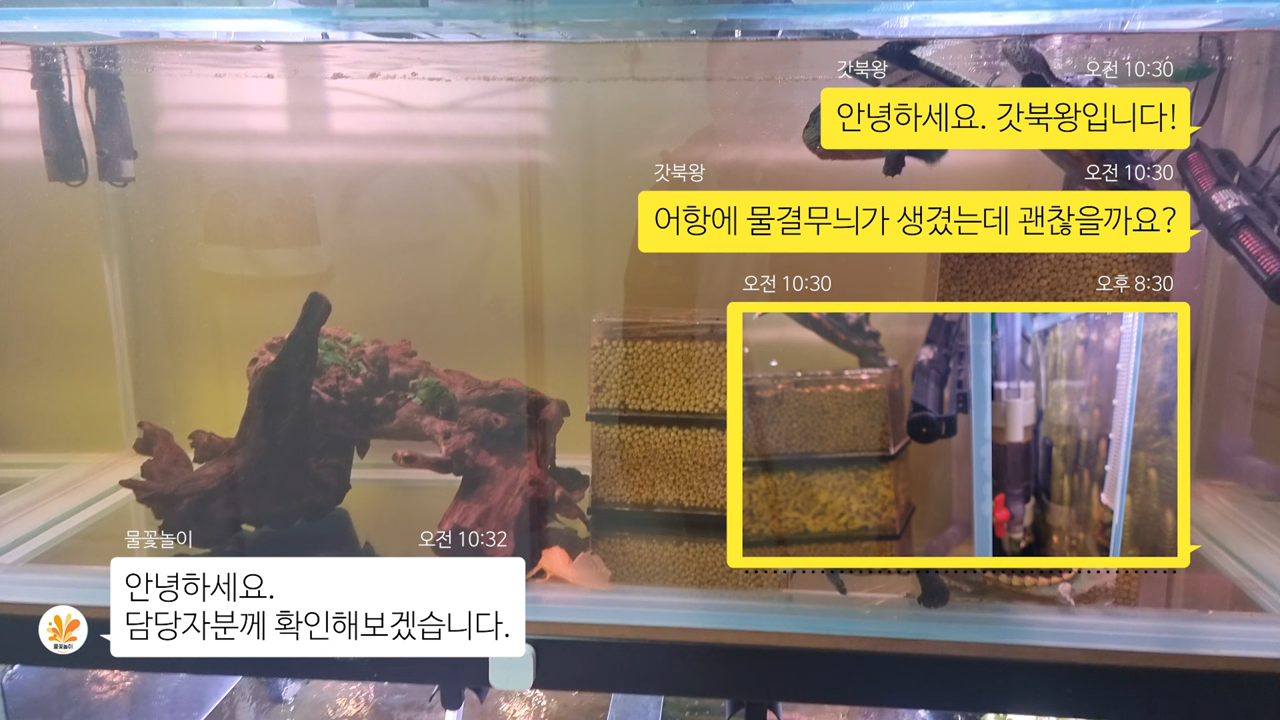 갓북왕 오전 10:30
안녕하세요. 갓북왕입니다!
갓북왕 오전 10:30
어항에 물결무늬가 생겼는데 괜찮을까요?
오전 10:30 오후 8:30
물꽃놀이 오전 10:32
안녕하세요.
담당자분께 확인해보겠습니다.
물꽃놀이